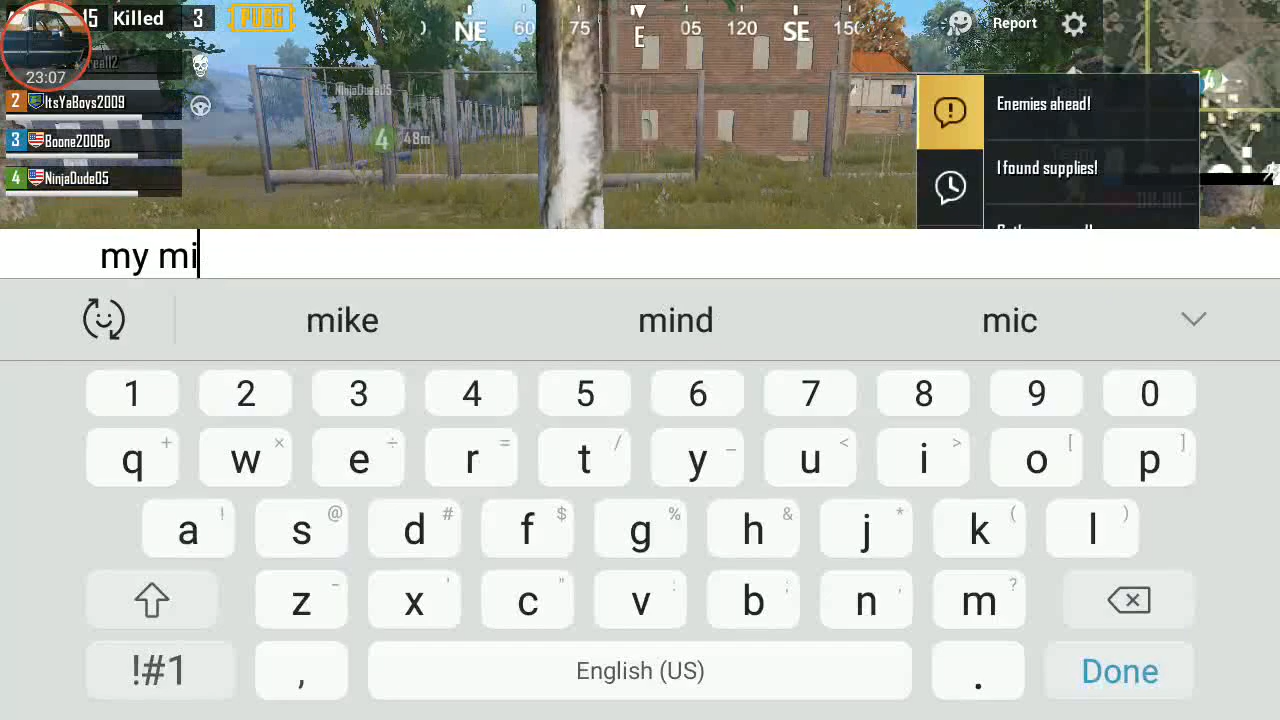 15 Killed 3 PUBG
NE 60 75 E 05 120 SE 150
Report
23:07
2 ItsYaBoys2009
3 Boone2006p
4 NinjaDude05
NinjaDude05
4 48m
4
Enemies ahead!
I found supplies!
my mi
mike mind mic
1 2 3 4 5 6 7 8 9 0
q + w × e ÷ r = t / y _ u < i > o [ p ]
a ! s @ d # f $ g % h & j * k ( l )
z - x ' c " v : b ; n , m ?
!#1 , English (US) . Done